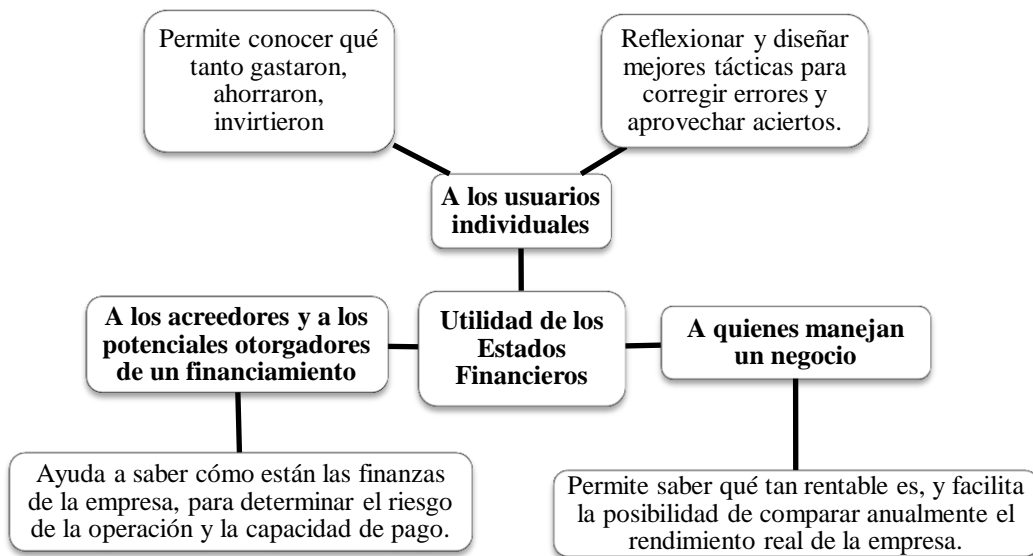 Permite conocer qué
tanto gastaron,
ahorraron,
invirtieron
Reflexionar y diseñar
mejores tácticas para
corregir errores y
aprovechar aciertos.
A los usuarios
individuales
A los acreedores y a los
potenciales otorgadores
de un financiamiento
Utilidad de los
Estados
Financieros
A quienes manejan
un negocio
Ayuda a saber cómo están las finanzas
de la empresa, para determinar el riesgo
de la operación y la capacidad de pago.
Permite saber qué tan rentable es, y facilita
la posibilidad de comparar anualmente el
rendimiento real de la empresa.